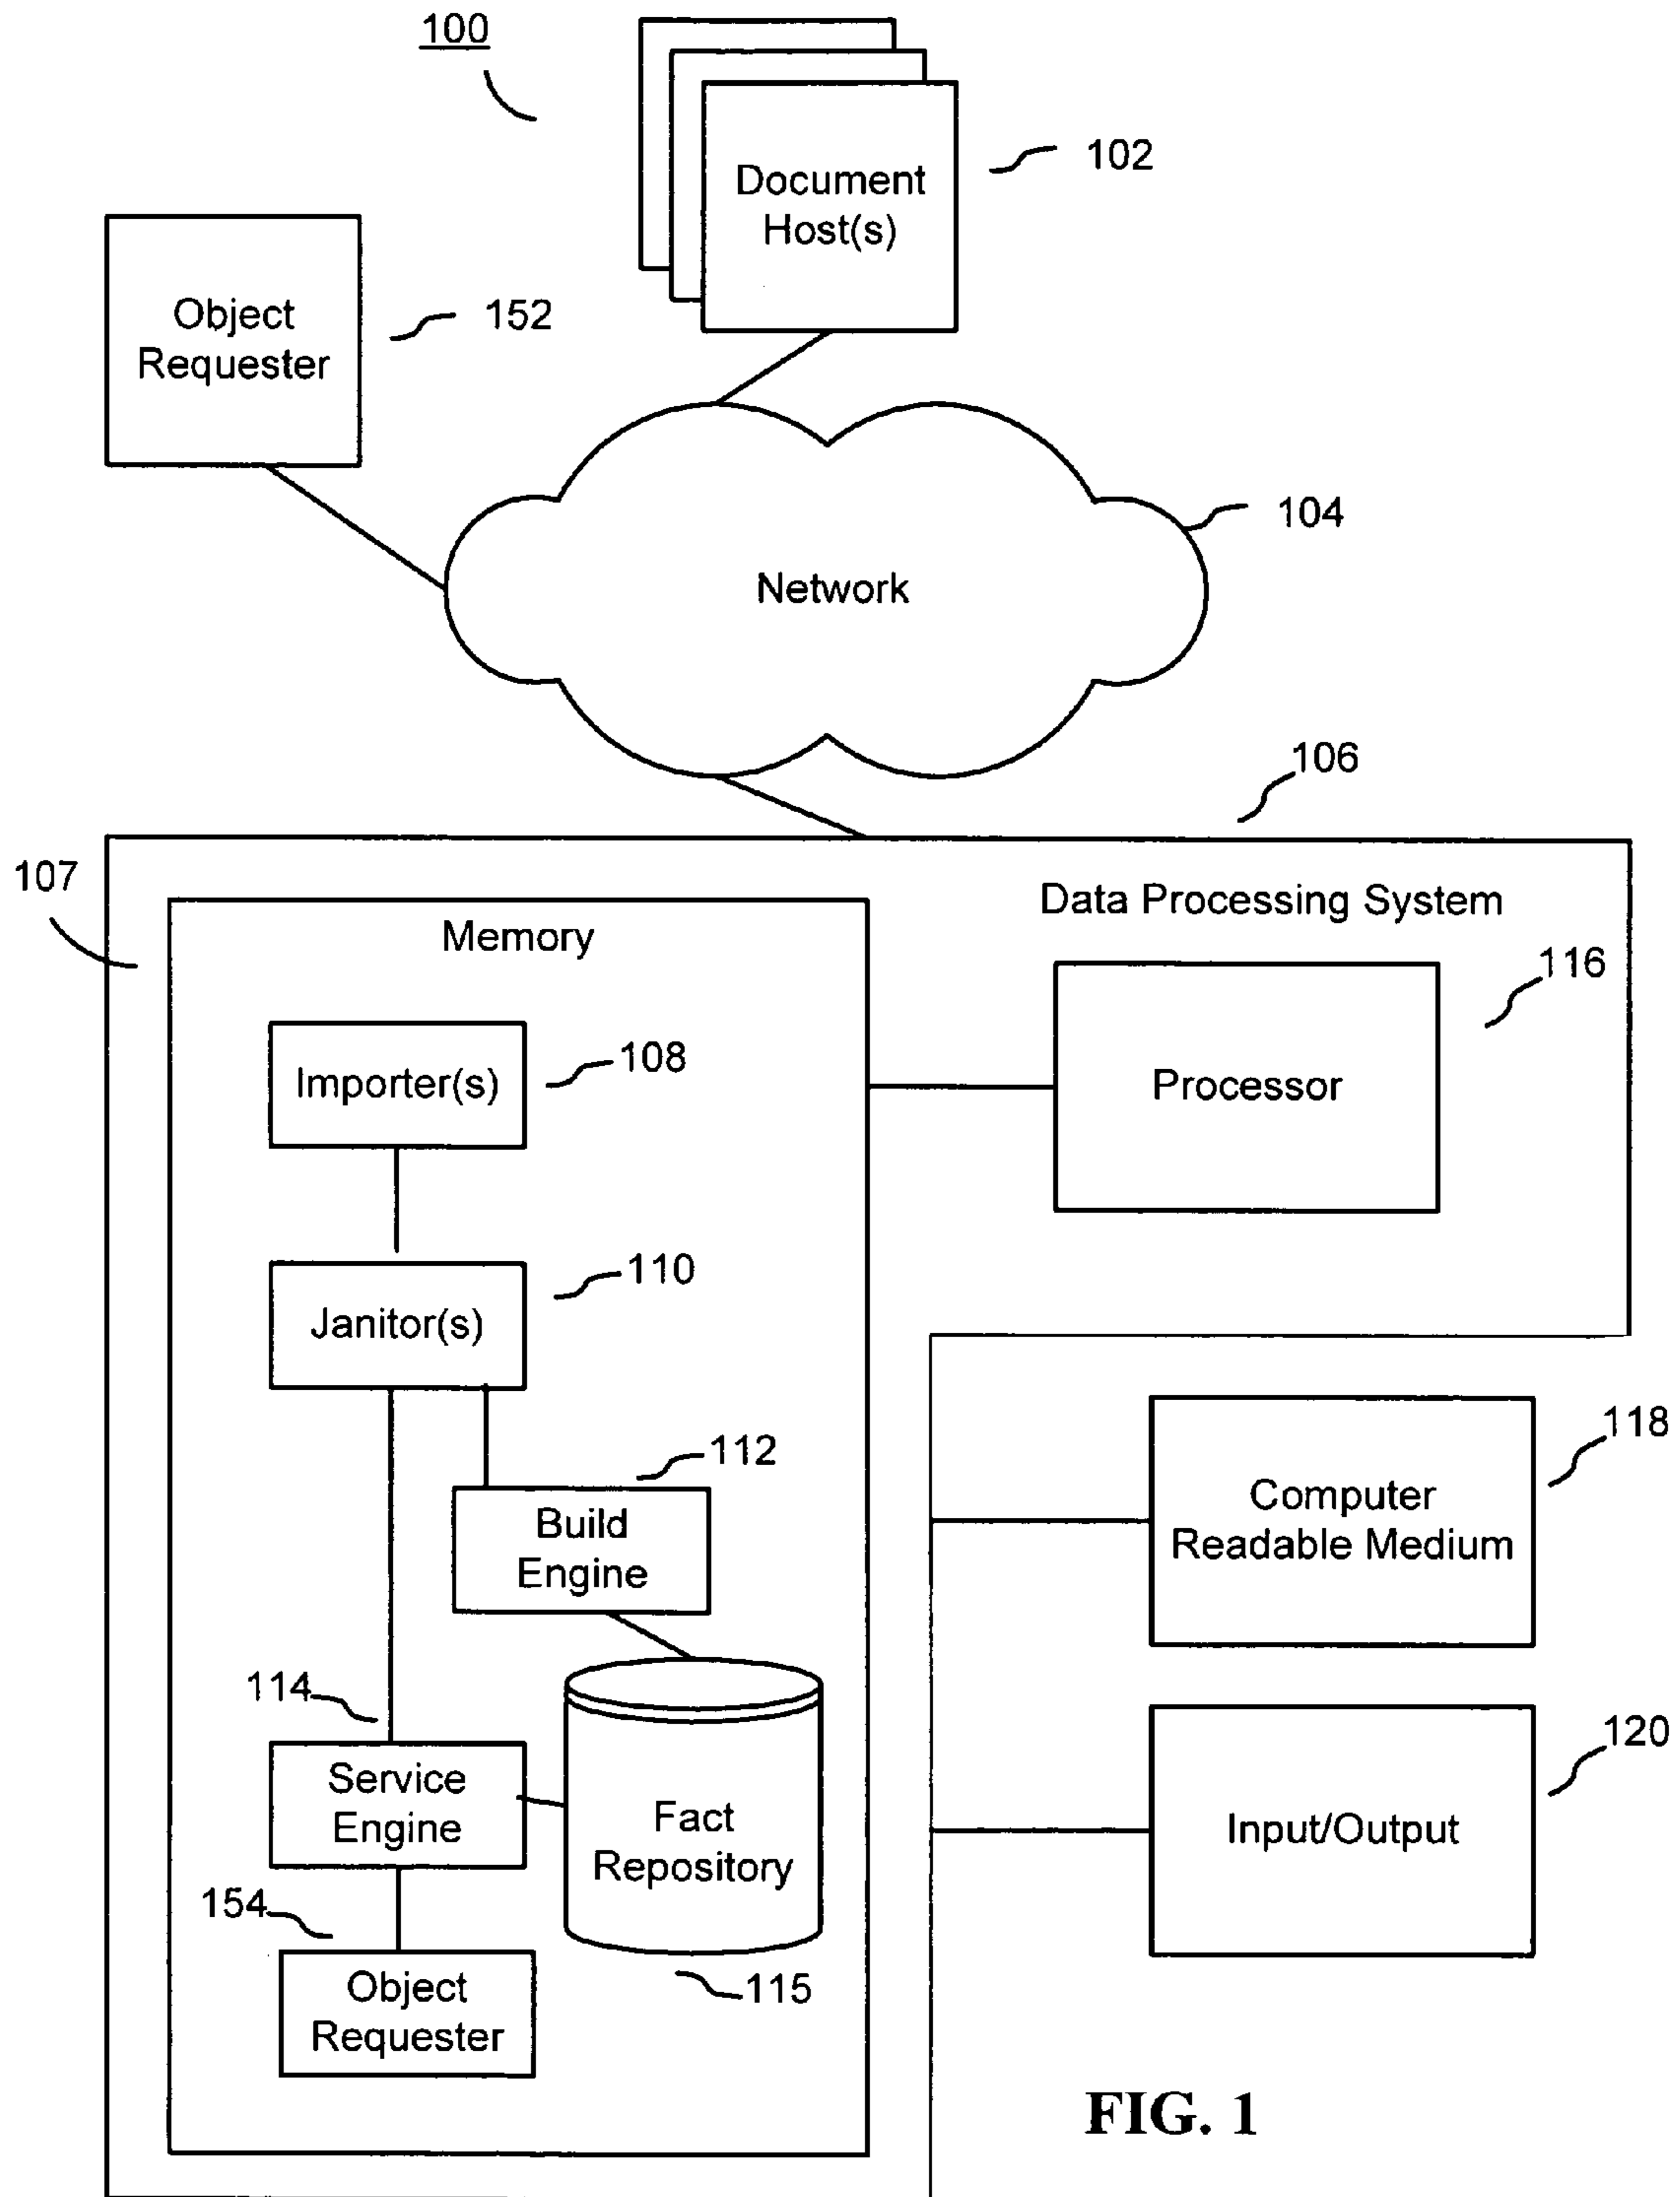 100
Document
Host(s)
102
Object
Requester
152
104
Network
106
107
Data Processing System
Memory
116
Importer(s)
108
Processor
110
Janitor(s)
118
112
Computer
Readable Medium
Build
Engine
114
120
Service
Engine
Fact
Repository
Input/Output
154
115
Object
Requester
FIG. 1